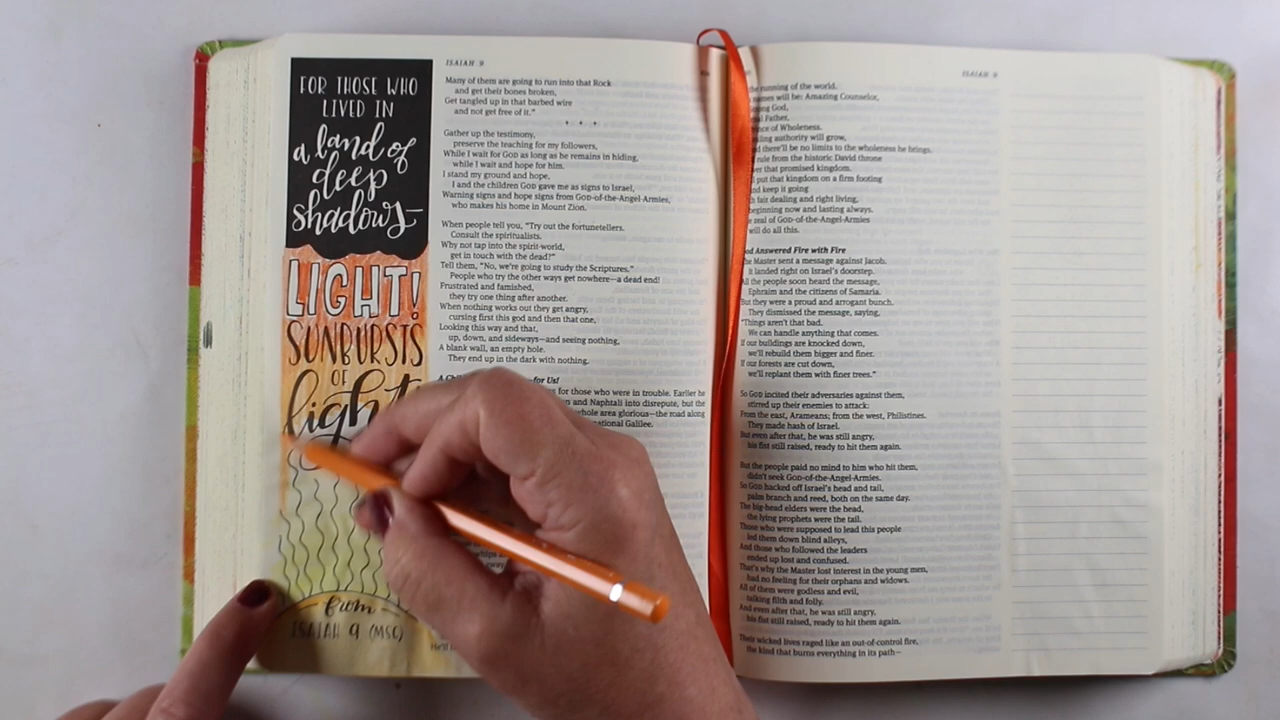 FOR THOSE WHO
LIVED IN
a land of
deep
shadows
LIGHT!
SUNBURSTS
OF
light
from
ISAIAH 9 (MSG)
ISAIAH 9
Many of them are going to run into that Rock
and get their bones broken,
Get tangled up in that barbed wire
and not get free of it."
Gather up the testimony,
preserve the teaching for my followers,
While I wait for GOD as long as he remains in hiding,
while I wait and hope for him.
I stand my ground and hope,
I and the children GOD gave me as signs to Israel,
Warning signs and hope signs from GOD-of-the-Angel-Armies,
who makes his home in Mount Zion.
When people tell you, "Try out the fortunetellers.
Consult the spiritualists.
Why not tap into the spirit-world,
get in touch with the dead?"
Tell them, "No, we're going to study the Scriptures."
People who try the other ways get nowhere—a dead end!
Frustrated and famished,
they try one thing after another.
When nothing works out they get angry,
cursing first this god and then that one,
Looking this way and that,
up, down, and sideways—and seeing nothing,
A blank wall, an empty hole.
They end up in the dark with nothing.
for Us!
for those who were in trouble. Earlier he
and Naphtali into disrepute, but the
whole area glorious—the road along
Galilee.
ISAIAH 9
running of the world.
names will be: Amazing Counselor,
God,
Father,
of Wholeness.
authority will grow,
there'll be no limits to the wholeness he brings.
rule from the historic David throne
that promised kingdom.
put that kingdom on a firm footing
keep it going
fair dealing and right living,
beginning now and lasting always.
zeal of GOD-of-the-Angel-Armies
will do all this.
Answered Fire with Fire
The Master sent a message against Jacob.
It landed right on Israel's doorstep.
All the people soon heard the message,
Ephraim and the citizens of Samaria.
But they were a proud and arrogant bunch.
They dismissed the message, saying,
"Things aren't that bad.
We can handle anything that comes.
If our buildings are knocked down,
we'll rebuild them bigger and finer.
If our forests are cut down,
we'll replant them with finer trees."
So GOD incited their adversaries against them,
stirred up their enemies to attack:
From the east, Arameans; from the west, Philistines.
They made hash of Israel.
But even after that, he was still angry,
his fist still raised, ready to hit them again.
But the people paid no mind to him who hit them,
didn't seek GOD-of-the-Angel-Armies.
So GOD hacked off Israel's head and tail,
palm branch and reed, both on the same day.
The big-head elders were the head,
the lying prophets were the tail.
Those who were supposed to lead this people
led them down blind alleys,
And those who followed the leaders
ended up lost and confused.
That's why the Master lost interest in the young men,
had no feeling for their orphans and widows.
All of them were godless and evil,
talking filth and folly.
And even after that, he was still angry,
his fist still raised, ready to hit them again.
Their wicked lives raged like an out-of-control fire,
the kind that burns everything in its path—